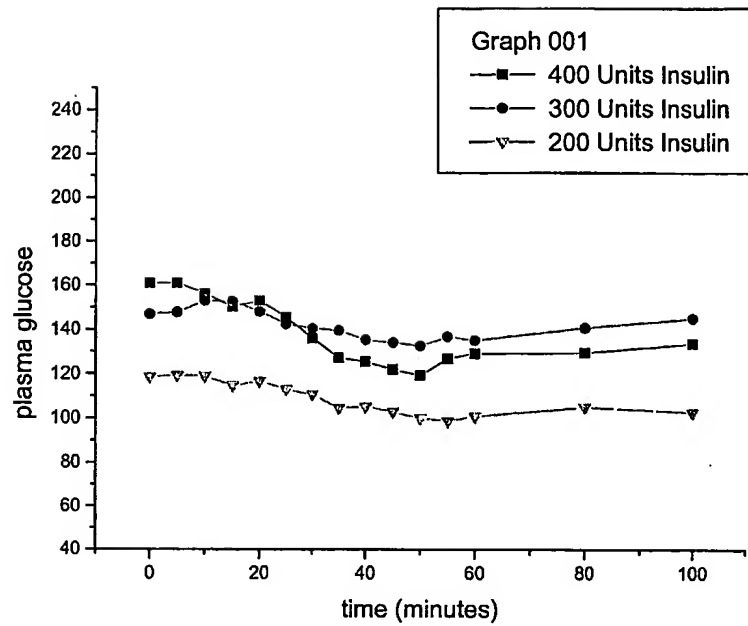 Graph 001
400 Units Insulin
300 Units Insulin
200 Units Insulin
240
220
200
180
160
140
120
100
80
60
40
plasma glucose
0 20 40 60 80 100
time (minutes)